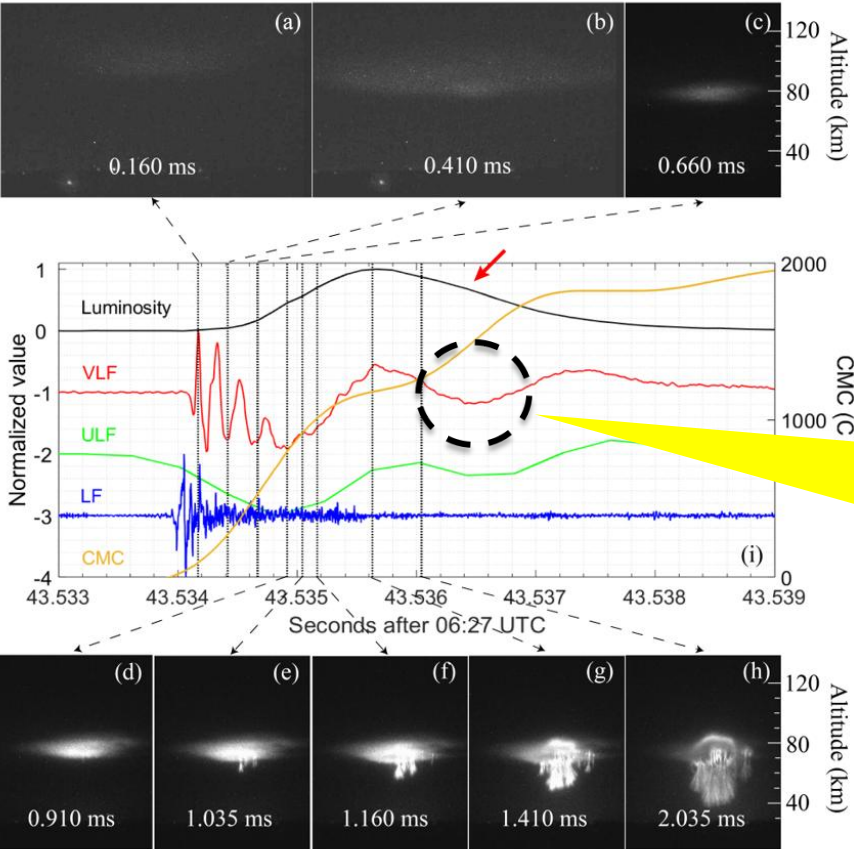 (a)
(b)
(c)
0.160 ms
0.410 ms
0.660 ms
120
80
40
Altitude (km)
1
0
-1
-2
-3
-4
Normalized value
Luminosity
VLF
ULF
LF
CMC
(i)
2000
1000
0
CMC (C
43.533
43.534
43.535
43.536
43.537
43.538
43.539
Seconds after 06:27 UTC
(d)
(e)
(f)
(g)
(h)
0.910 ms
1.035 ms
1.160 ms
1.410 ms
2.035 ms
120
80
40
Altitude (km)